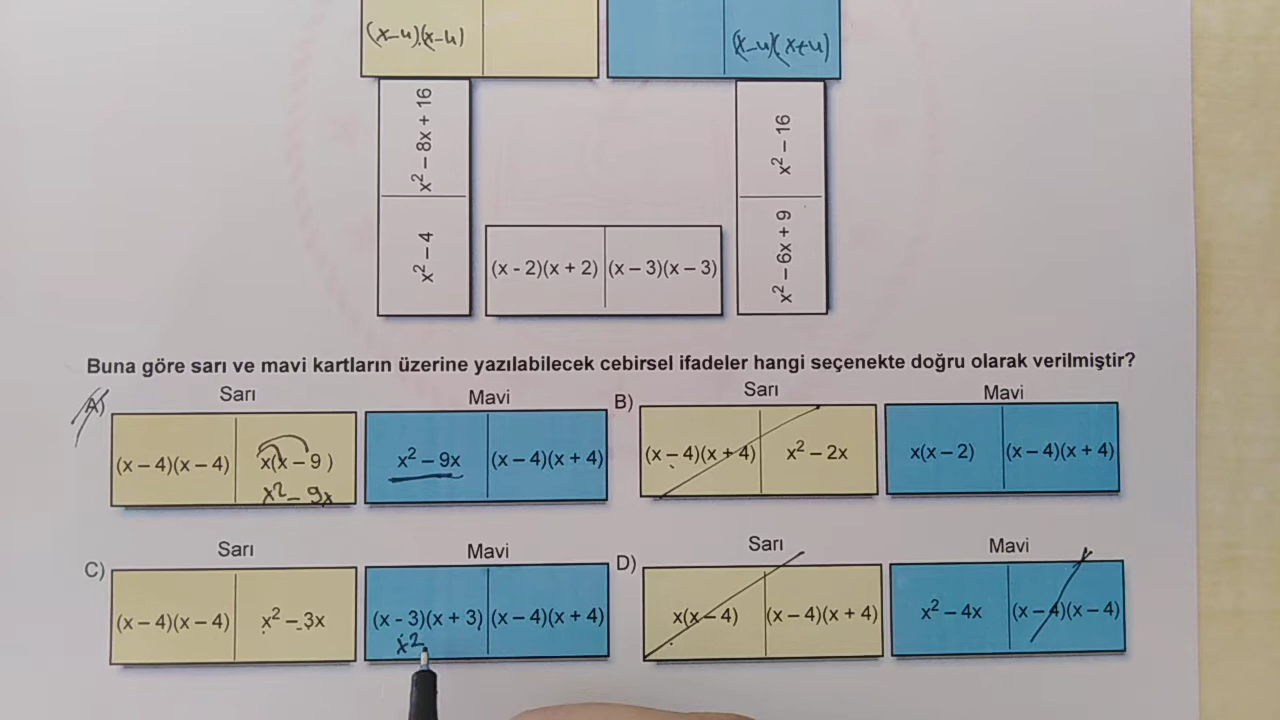 (x-4).(x-4)
(x-4)(x+4)
x² – 8x + 16
x² – 4
x² – 16
x² – 6x + 9
(x - 2)(x + 2)
(x – 3)(x – 3)
Buna göre sarı ve mavi kartların üzerine yazılabilecek cebirsel ifadeler hangi seçenekte doğru olarak verilmiştir?
A)
Sarı
Mavi
(x – 4)(x – 4)
x(x – 9 )
x² – 9x
x² – 9x
(x – 4)(x + 4)
B)
Sarı
Mavi
(x – 4)(x + 4)
x² – 2x
x(x – 2)
(x – 4)(x + 4)
C)
Sarı
Mavi
(x – 4)(x – 4)
x² – 3x
(x - 3)(x + 3)
x2
(x – 4)(x + 4)
D)
Sarı
Mavi
x(x – 4)
(x – 4)(x + 4)
x² – 4x
(x – 4)(x – 4)